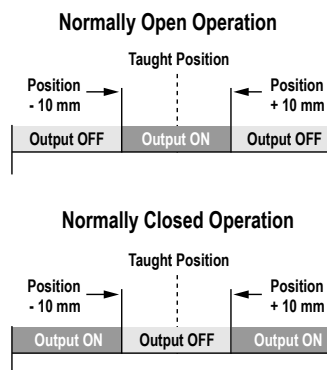 Normally Open Operation
Taught Position
Position
- 10 mm
Position
+ 10 mm
Output OFF Output ON Output OFF
Normally Closed Operation
Taught Position
Position
- 10 mm
Position
+ 10 mm
Output ON Output OFF Output ON